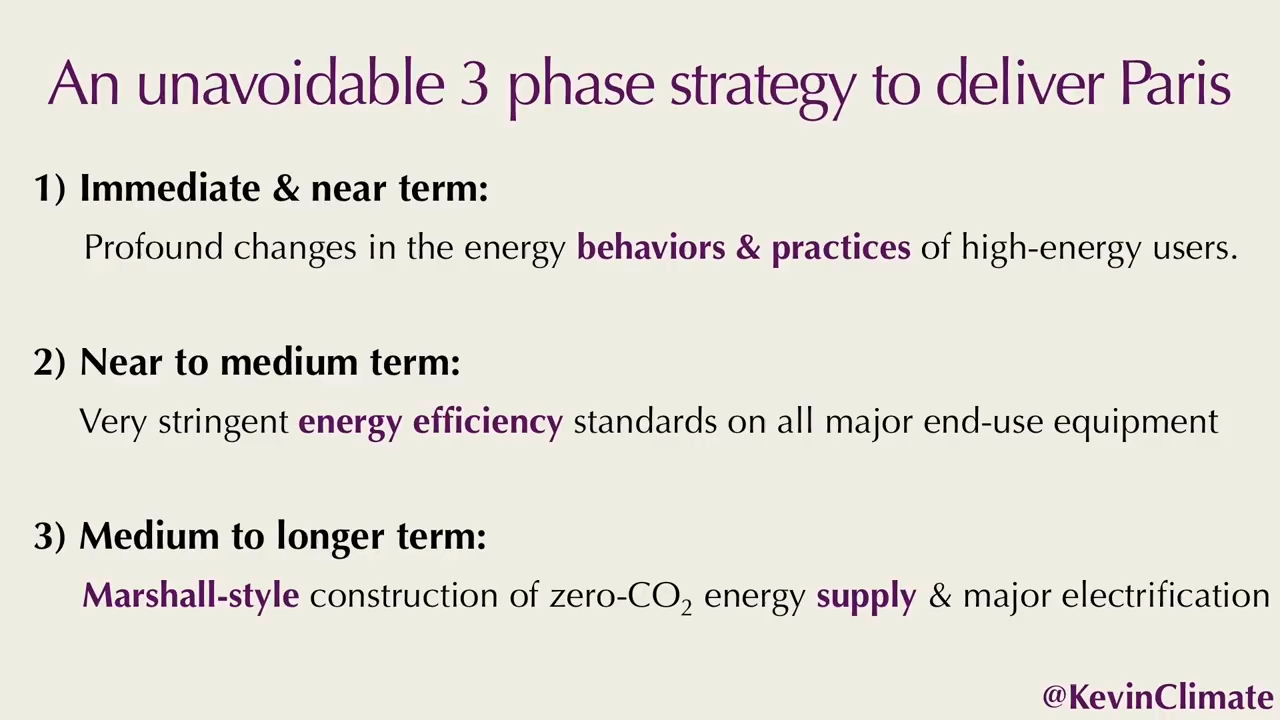 An unavoidable 3 phase strategy to deliver Paris
1) Immediate & near term:
Profound changes in the energy behaviors & practices of high-energy users.
2) Near to medium term:
Very stringent energy efficiency standards on all major end-use equipment
3) Medium to longer term:
Marshall-style construction of zero-CO₂ energy supply & major electrification
@KevinClimate